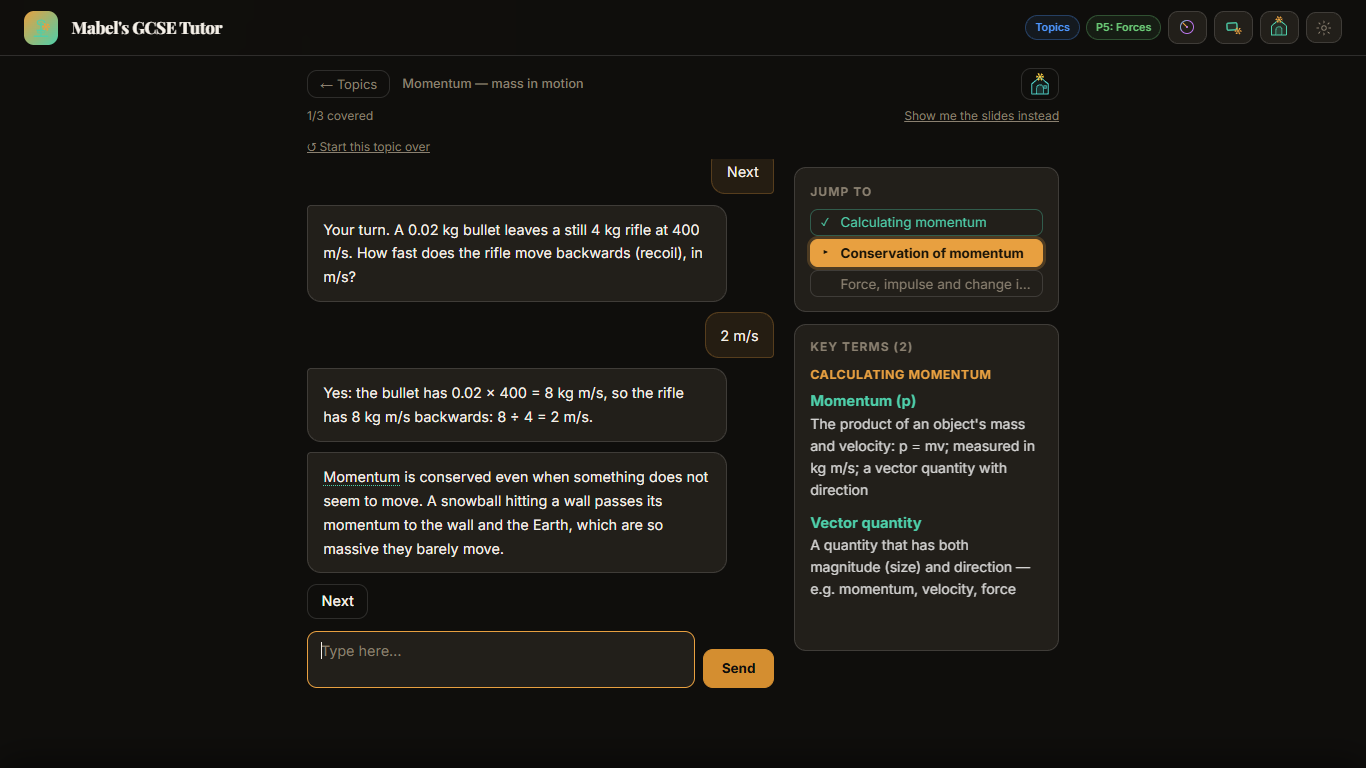 Mabel's GCSE Tutor
Topics
P5: Forces
← Topics
Momentum — mass in motion
1/3 covered
Show me the slides instead
↺ Start this topic over
Next
Your turn. A 0.02 kg bullet leaves a still 4 kg rifle at 400
m/s. How fast does the rifle move backwards (recoil), in
m/s?
2 m/s
Yes: the bullet has 0.02 × 400 = 8 kg m/s, so the rifle
has 8 kg m/s backwards: 8 ÷ 4 = 2 m/s.
Momentum is conserved even when something does not
seem to move. A snowball hitting a wall passes its
momentum to the wall and the Earth, which are so
massive they barely move.
Next
Type here...
Send
JUMP TO
✓ Calculating momentum
‣ Conservation of momentum
Force, impulse and change i...
KEY TERMS (2)
CALCULATING MOMENTUM
Momentum (p)
The product of an object's mass
and velocity: p = mv; measured in
kg m/s; a vector quantity with
direction
Vector quantity
A quantity that has both
magnitude (size) and direction —
e.g. momentum, velocity, force